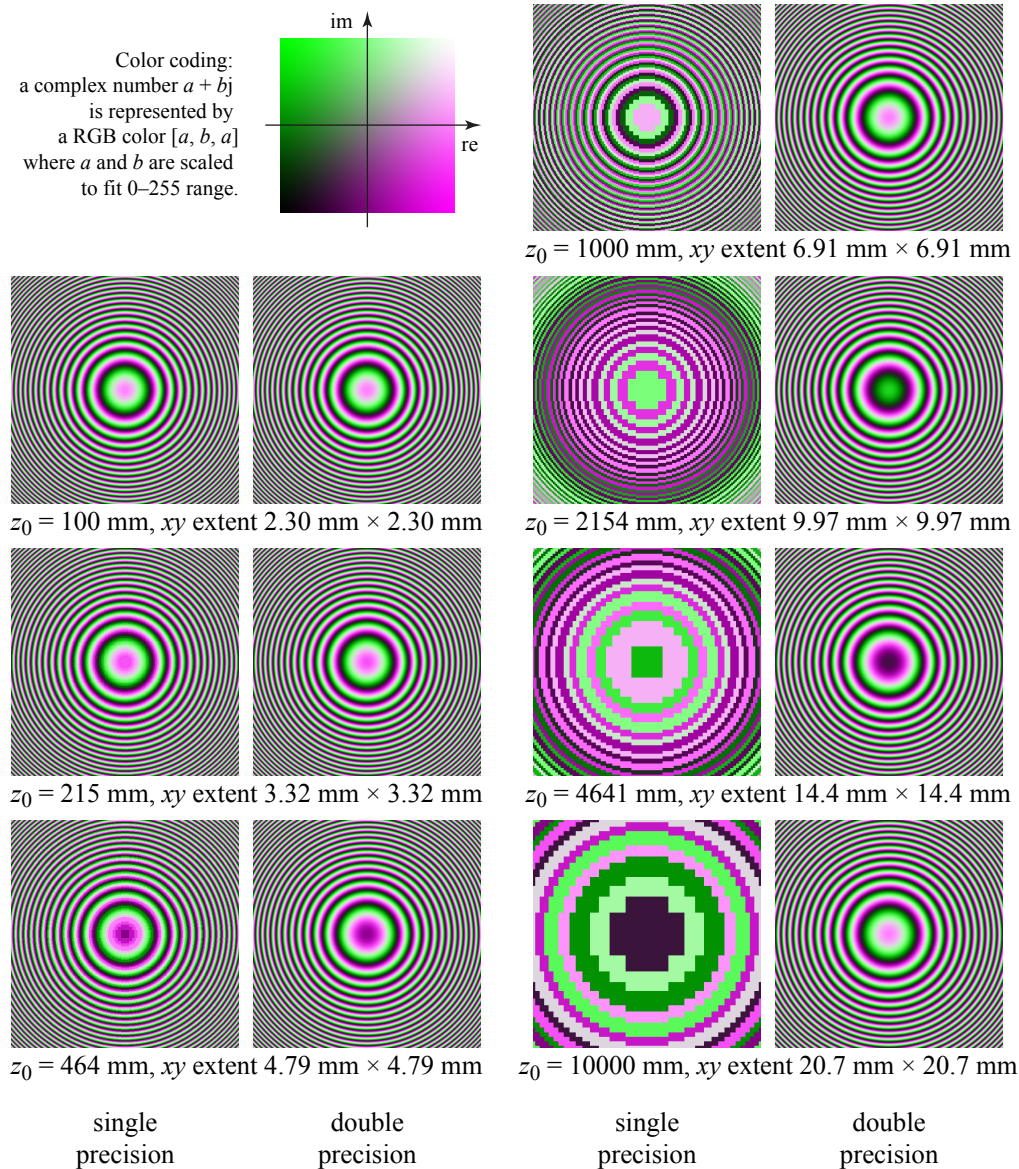 Color coding:
a complex number a + bj
is represented by
a RGB color [a, b, a]
where a and b are scaled
to fit 0–255 range.
im
re
z0 = 1000 mm, xy extent 6.91 mm × 6.91 mm
z0 = 100 mm, xy extent 2.30 mm × 2.30 mm
z0 = 2154 mm, xy extent 9.97 mm × 9.97 mm
z0 = 215 mm, xy extent 3.32 mm × 3.32 mm
z0 = 4641 mm, xy extent 14.4 mm × 14.4 mm
z0 = 464 mm, xy extent 4.79 mm × 4.79 mm
z0 = 10000 mm, xy extent 20.7 mm × 20.7 mm
single
precision
double
precision
single
precision
double
precision